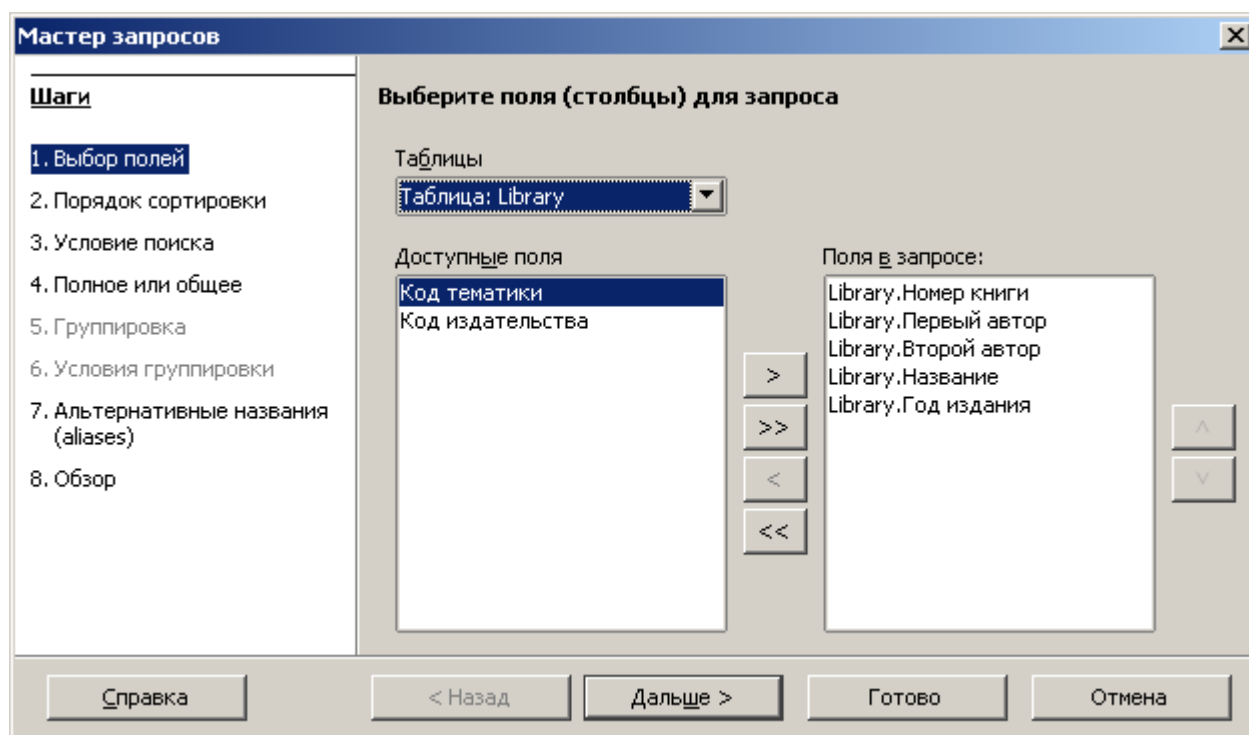 Мастер запросов
Шаги
1. Выбор полей
2. Порядок сортировки
3. Условие поиска
4. Полное или общее
5. Группировка
6. Условия группировки
7. Альтернативные названия
(aliases)
8. Обзор
Выберите поля (столбцы) для запроса
Таблицы
Таблица: Library
Доступные поля
Код тематики
Код издательства
>
>>
<
<<
Поля в запросе:
Library.Номер книги
Library.Первый автор
Library.Второй автор
Library.Название
Library.Год издания
Справка
< Назад
Дальше >
Готово
Отмена